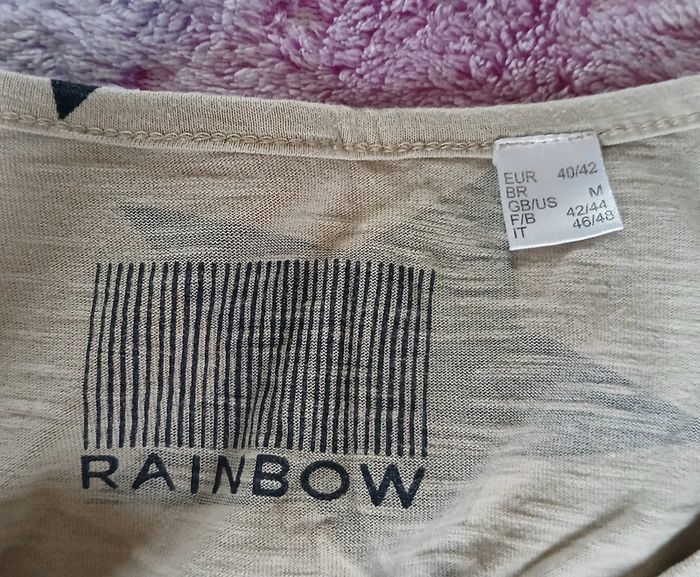 EUR 40/42
BR
GB/US M
F/B 42/44
IT 46/48
RAINBOW